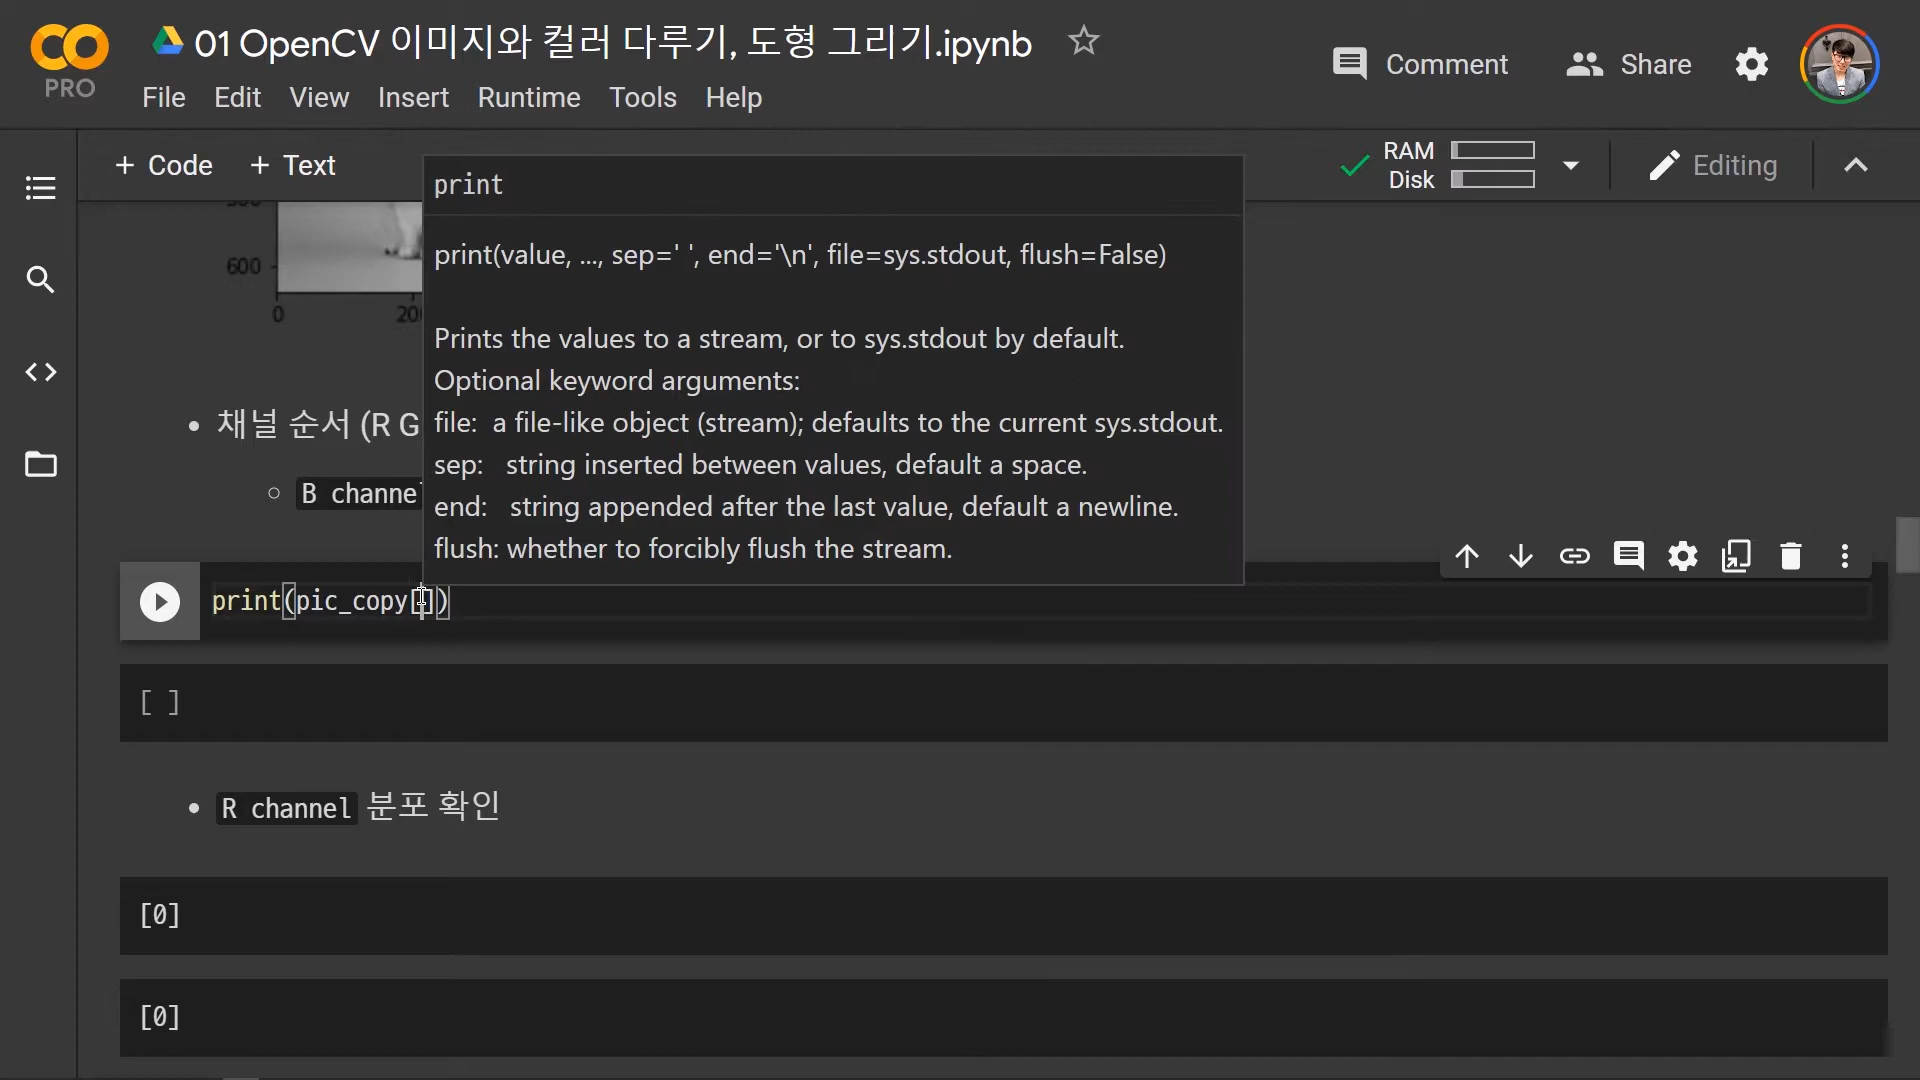 PRO
01 OpenCV 이미지와 컬러 다루기, 도형 그리기.ipynb
Comment
Share
File Edit View Insert Runtime Tools Help
+ Code + Text
RAM
Disk
Editing
print
print(value, ..., sep=' ', end='\n', file=sys.stdout, flush=False)
Prints the values to a stream, or to sys.stdout by default.
Optional keyword arguments:
file: a file-like object (stream); defaults to the current sys.stdout.
sep: string inserted between values, default a space.
end: string appended after the last value, default a newline.
flush: whether to forcibly flush the stream.
600
0
채널 순서 (R G
B channe
print(pic_copy[])
[ ]
R channel 분포 확인
[0]
[0]